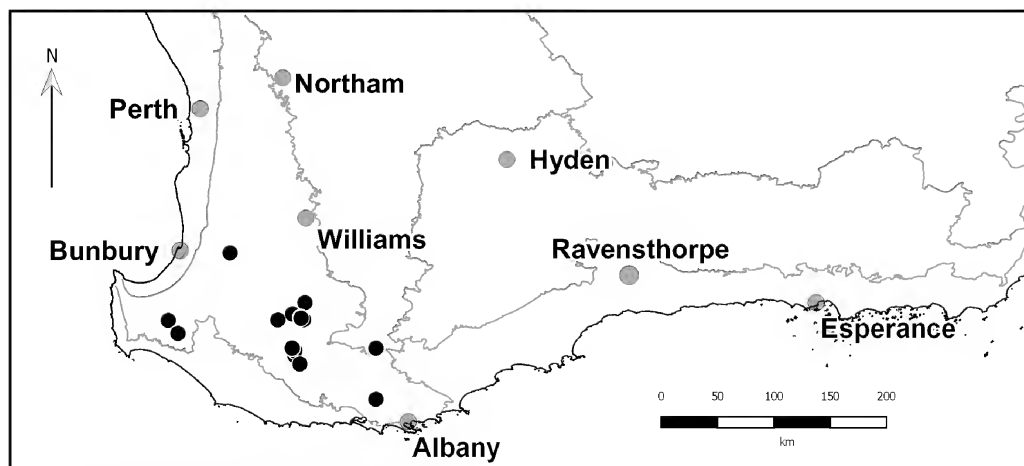 N
Northam
Perth
Hyden
Williams
Bunbury
Ravensthorpe
Esperance
0 50 100 150 200
km
Albany